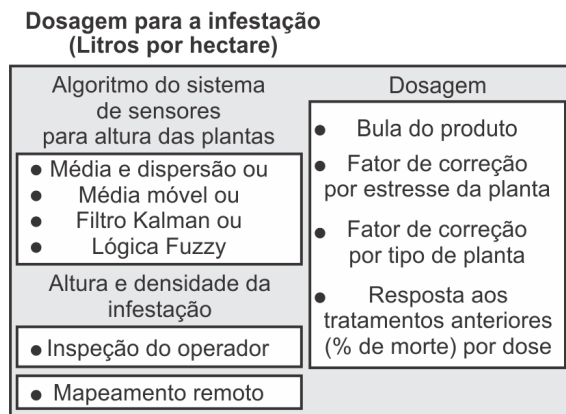 Dosagem para a infestação
(Litros por hectare)
Algoritmo do sistema
de sensores
para altura das plantas
● Média e dispersão ou
● Média móvel ou
● Filtro Kalman ou
● Lógica Fuzzy
Altura e densidade da
infestação
● Inspeção do operador
● Mapeamento remoto
Dosagem
● Bula do produto
● Fator de correção
por estresse da planta
● Fator de correção
por tipo de planta
● Resposta aos
tratamentos anteriores
(% de morte) por dose